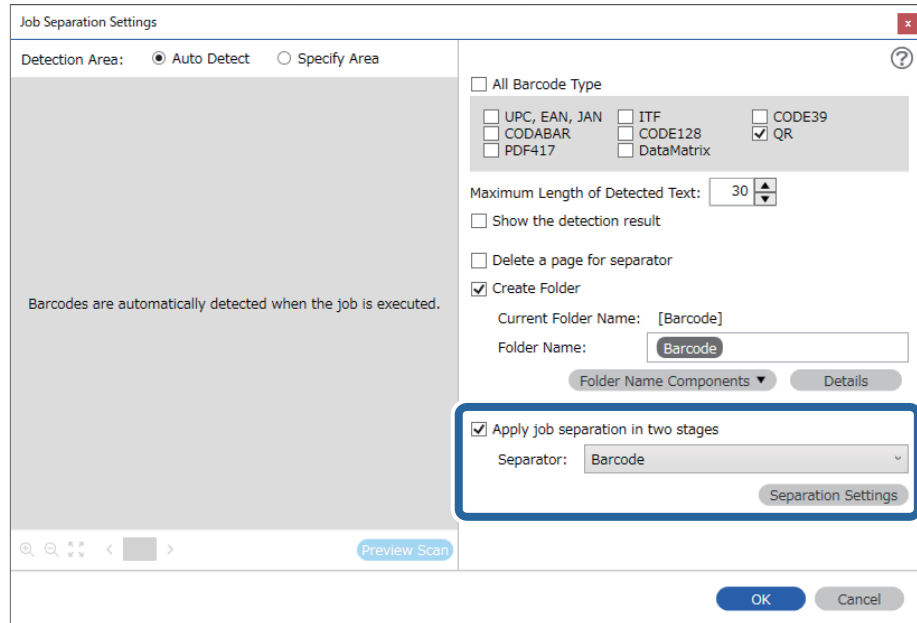 Job Separation Settings
x
Detection Area: Auto Detect Specify Area
?
All Barcode Type
UPC, EAN, JAN ITF CODE39
CODABAR CODE128 QR
PDF417 DataMatrix
Maximum Length of Detected Text: 30
Show the detection result
Delete a page for separator
Barcodes are automatically detected when the job is executed.
Create Folder
Current Folder Name: [Barcode]
Folder Name: Barcode
Folder Name Components ▼ Details
Apply job separation in two stages
Separator: Barcode
Separation Settings
Preview Scan
OK Cancel